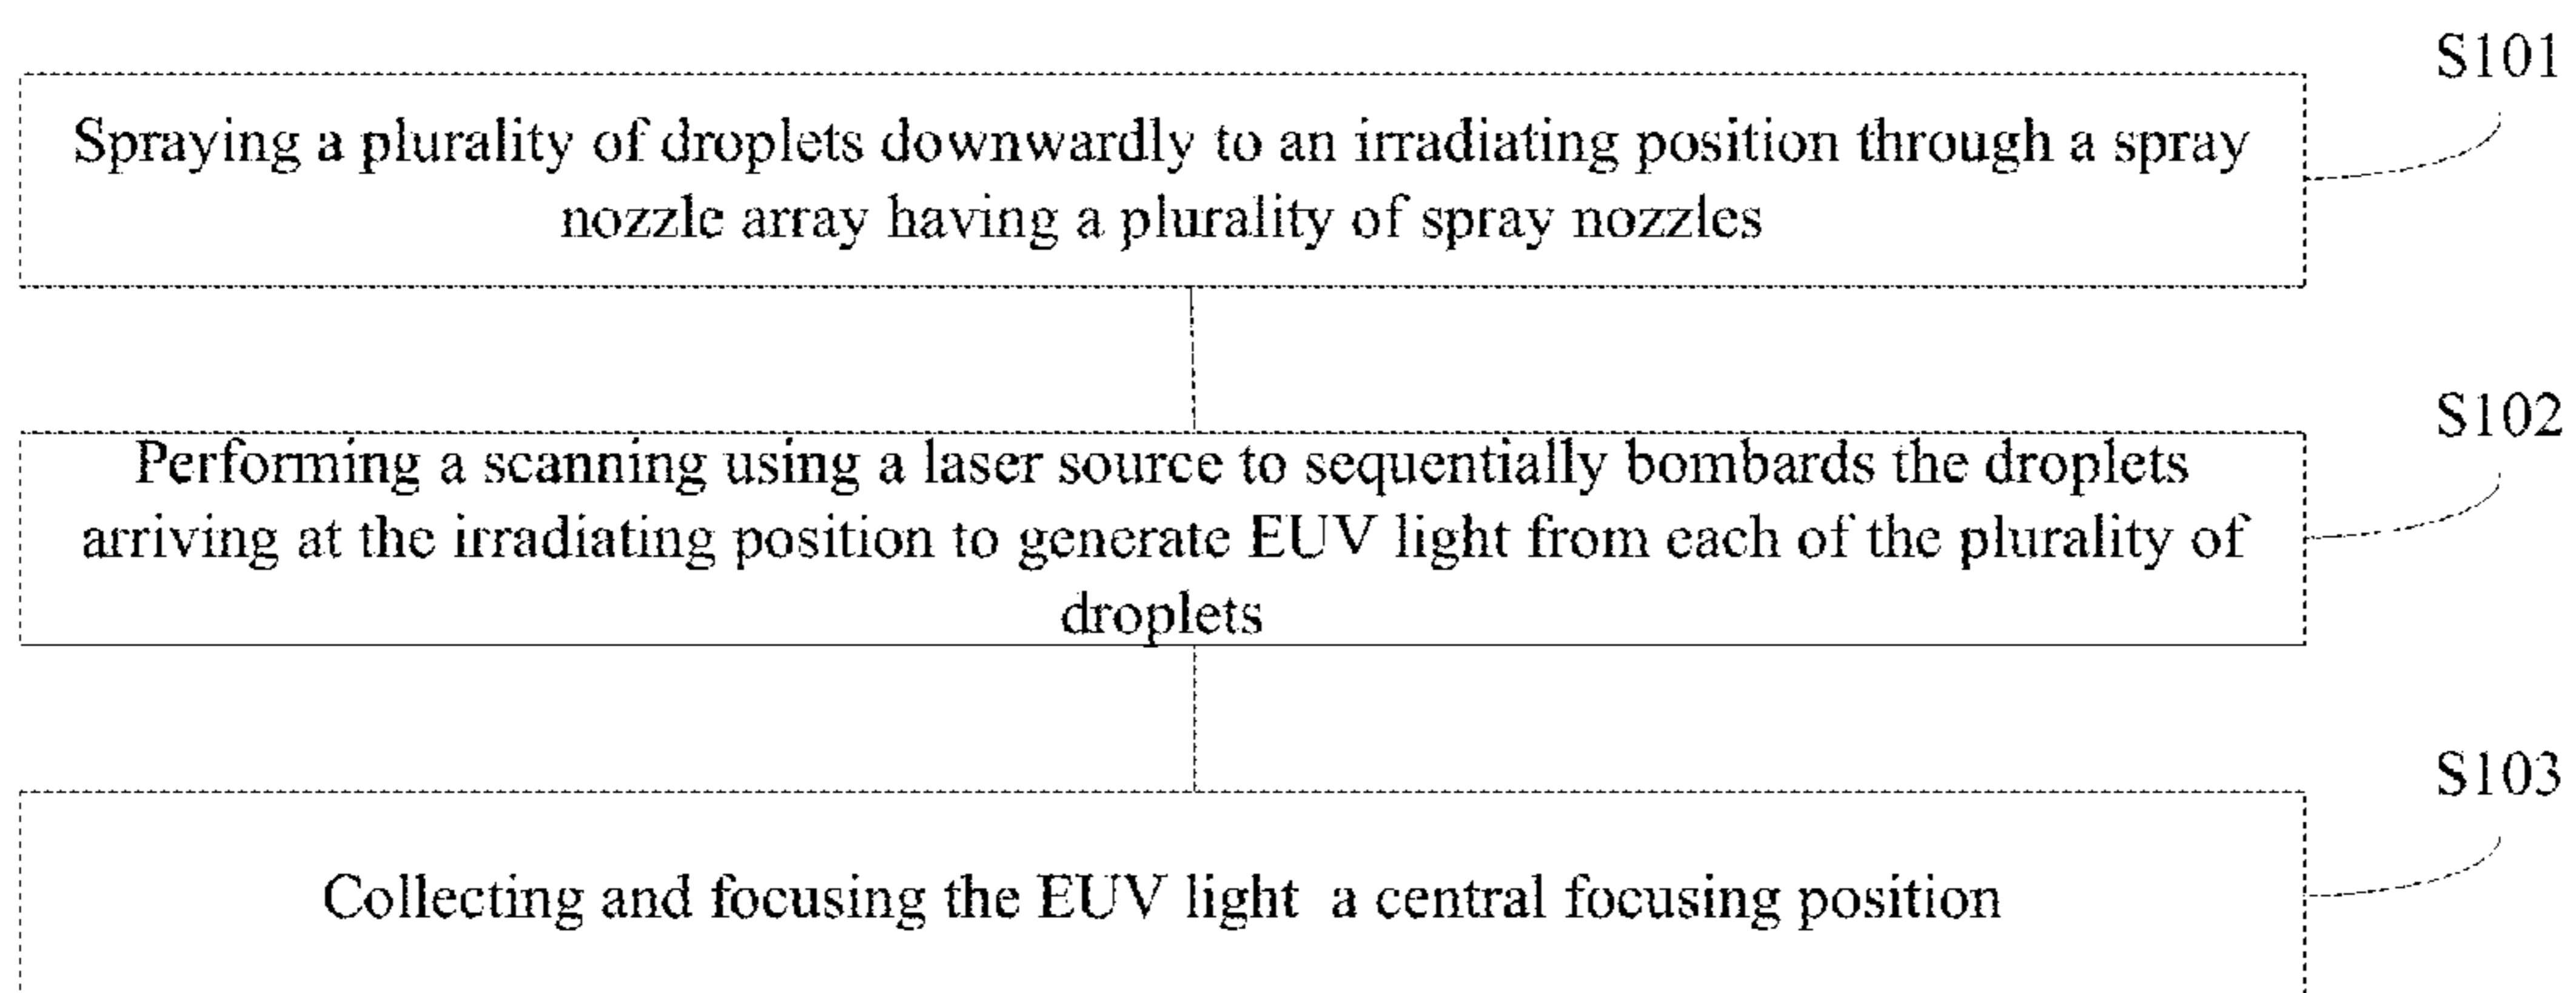 S101
Spraying a plurality of droplets downwardly to an irradiating position through a spray
nozzle array having a plurality of spray nozzles
S102
Performing a scanning using a laser source to sequentially bombards the droplets
arriving at the irradiating position to generate EUV light from each of the plurality of
droplets
S103
Collecting and focusing the EUV light a central focusing position